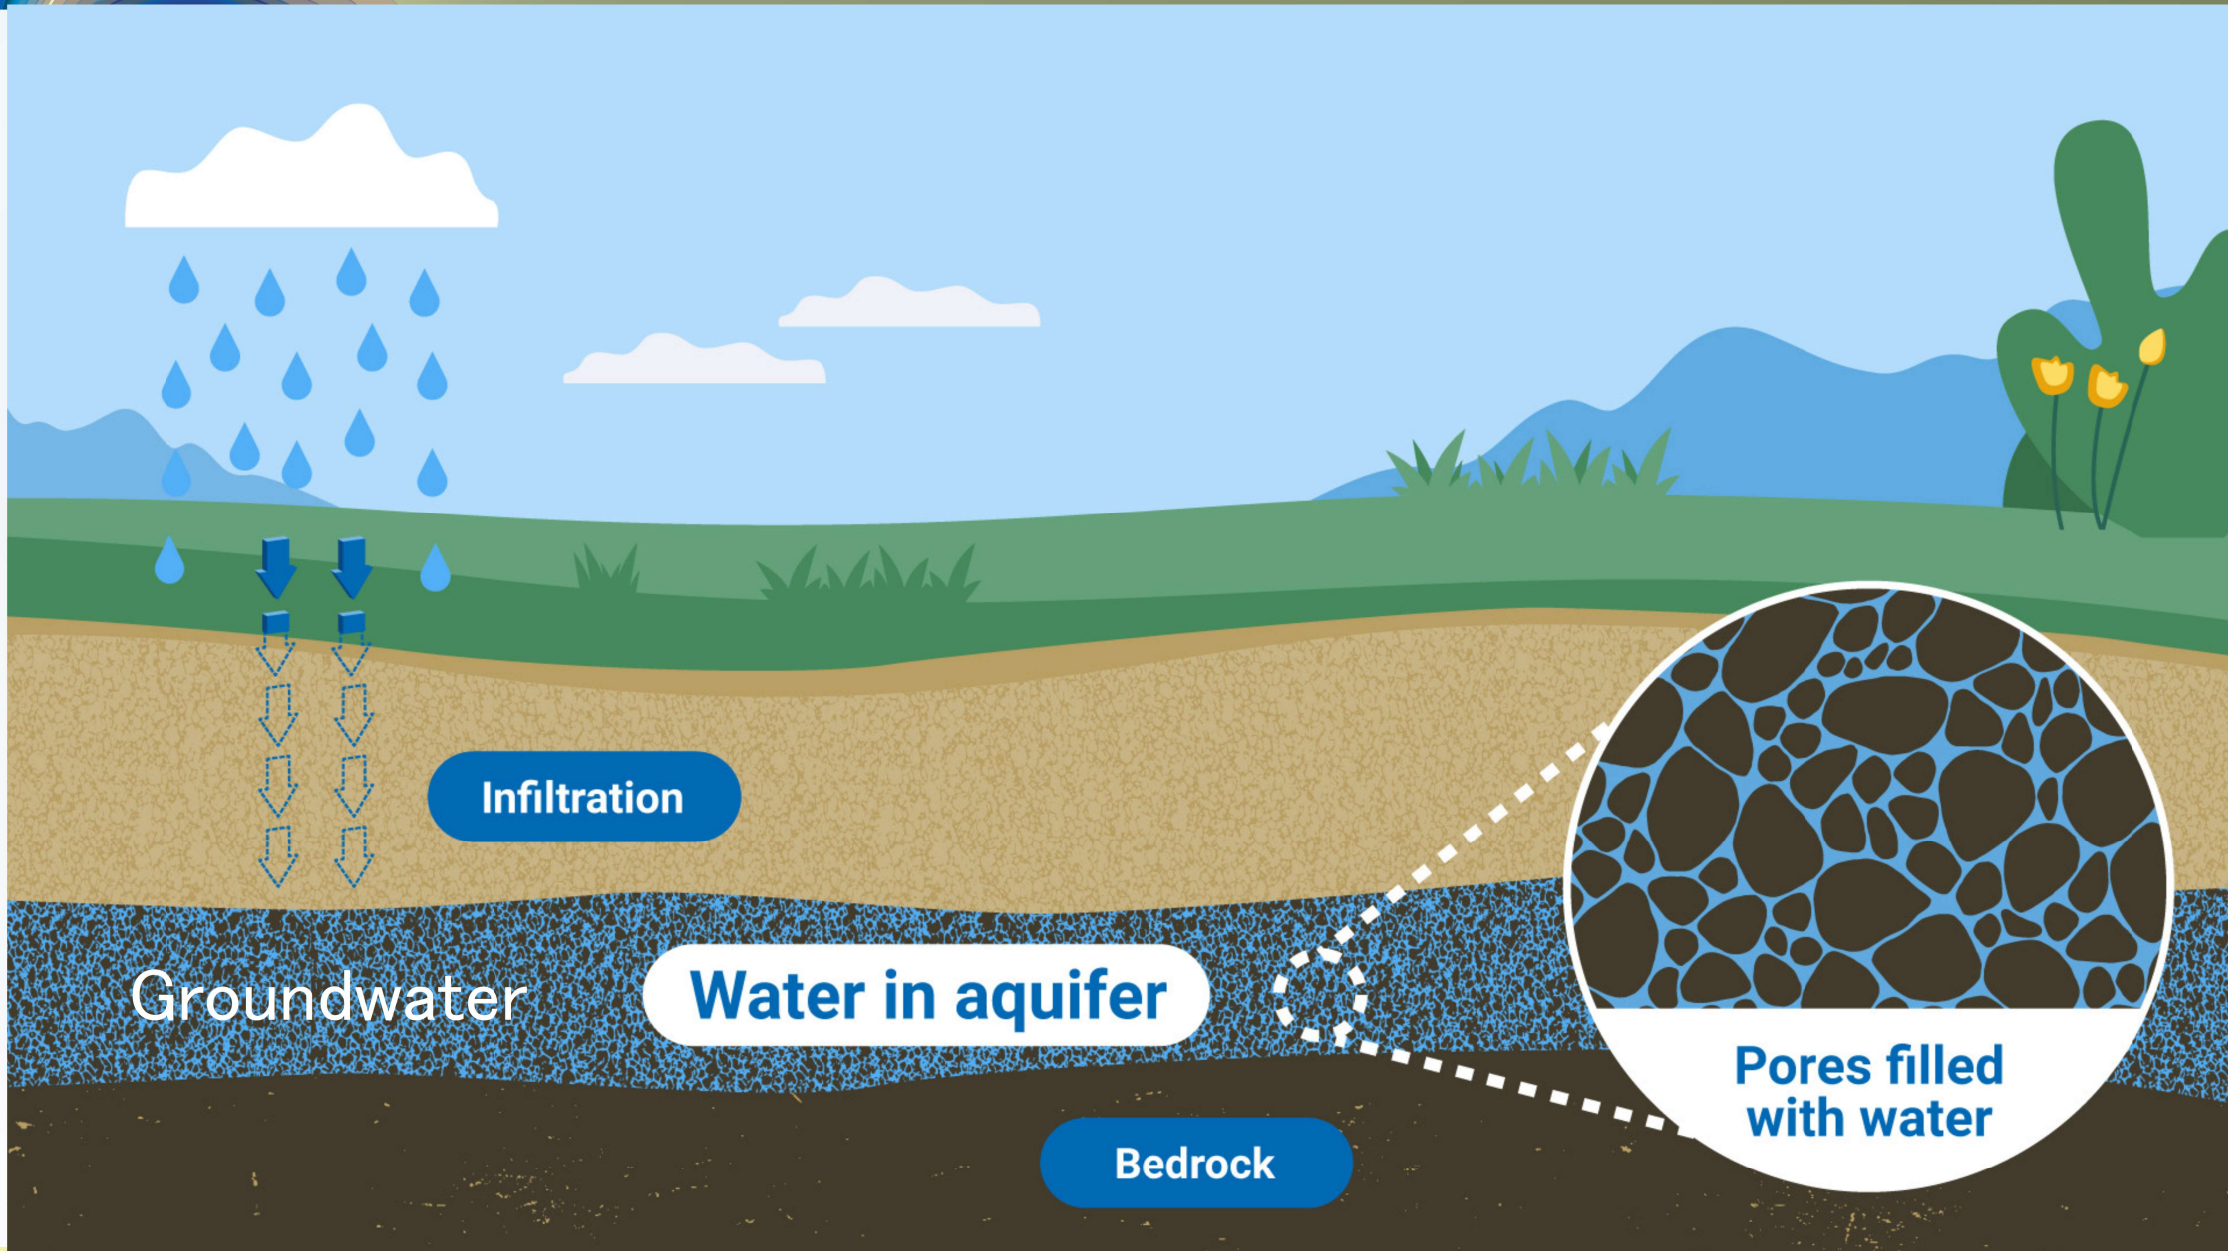 Infiltration
Groundwater
Water in aquifer
Pores filled
with water
Bedrock